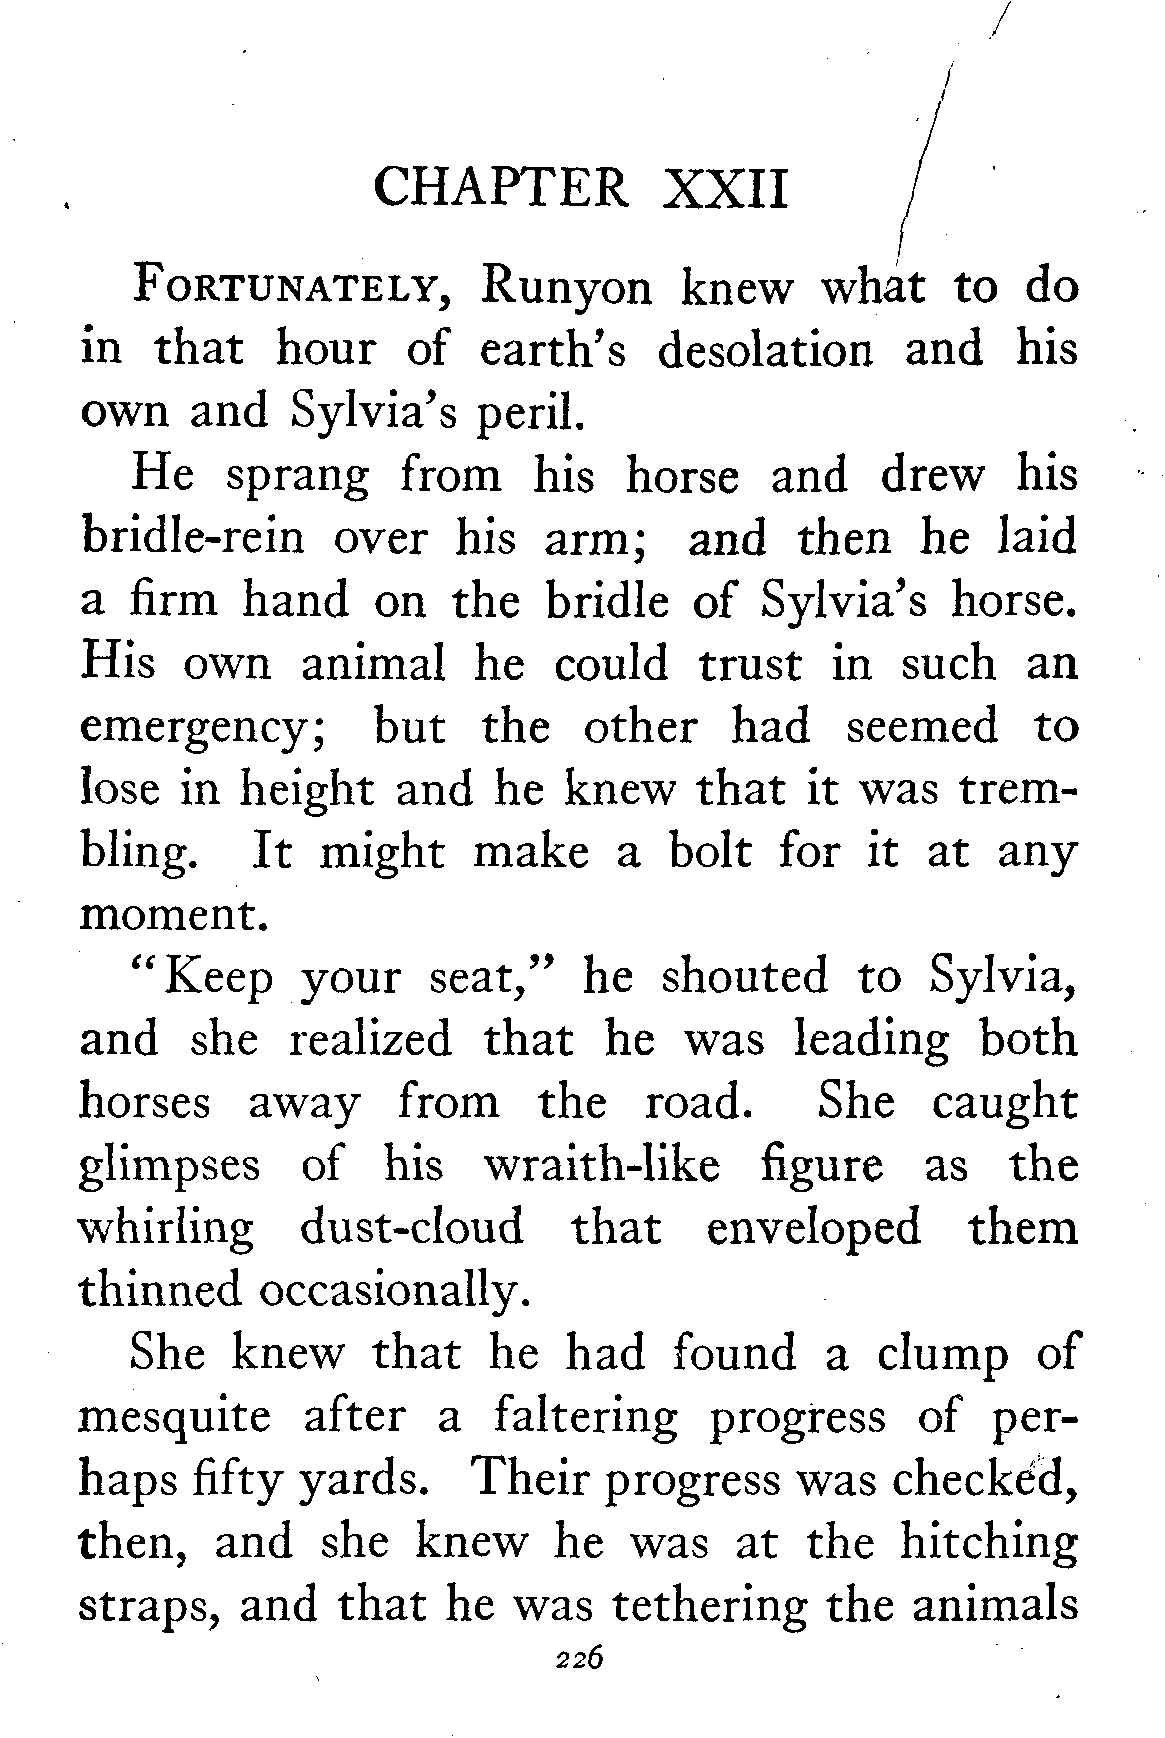 CHAPTER XXII
FORTUNATELY, Runyon knew what to do
in that hour of earth's desolation and his
own and Sylvia's peril.
He sprang from his horse and drew his
bridle-rein over his arm; and then he laid
a firm hand on the bridle of Sylvia's horse.
His own animal he could trust in such an
emergency; but the other had seemed to
lose in height and he knew that it was trem-
bling. It might make a bolt for it at any
moment.
"Keep your seat," he shouted to Sylvia,
and she realized that he was leading both
horses away from the road. She caught
glimpses of his wraith-like figure as the
whirling dust-cloud that enveloped them
thinned occasionally.
She knew that he had found a clump of
mesquite after a faltering progress of per-
haps fifty yards. Their progress was checked,
then, and she knew he was at the hitching
straps, and that he was tethering the animals
226